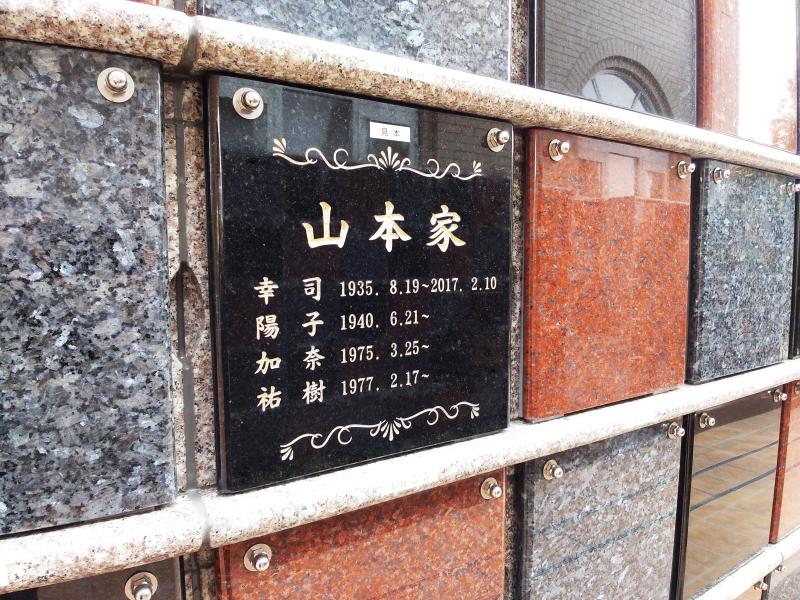 見本
山本家
幸 司 1935. 8.19~2017. 2.10
陽 子 1940. 6.21~
加 奈 1975. 3.25~
祐 樹 1977. 2.17~